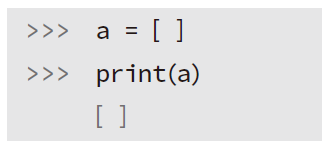 >>> a = [ ]
>>> print(a)
[ ]